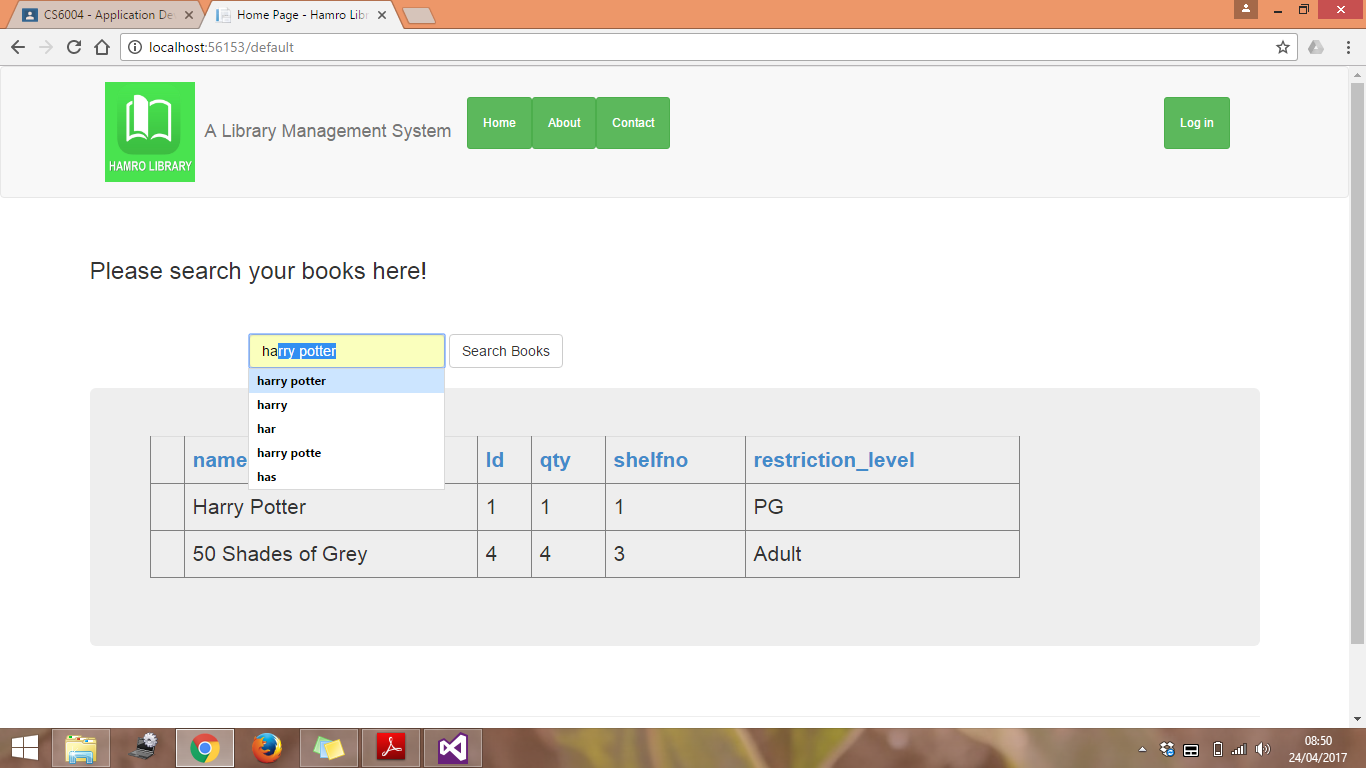 CS6004 - Application De
Home Page - Hamro Lib
localhost:56153/default
HAMRO LIBRARY
A Library Management System
Home
About
Contact
Log in
Please search your books here!
harry potter
Search Books
harry potter
harry
har
harry potte
has
name Id qty shelfno restriction_level
Harry Potter 1 1 1 PG
50 Shades of Grey 4 4 3 Adult
08:50
24/04/2017